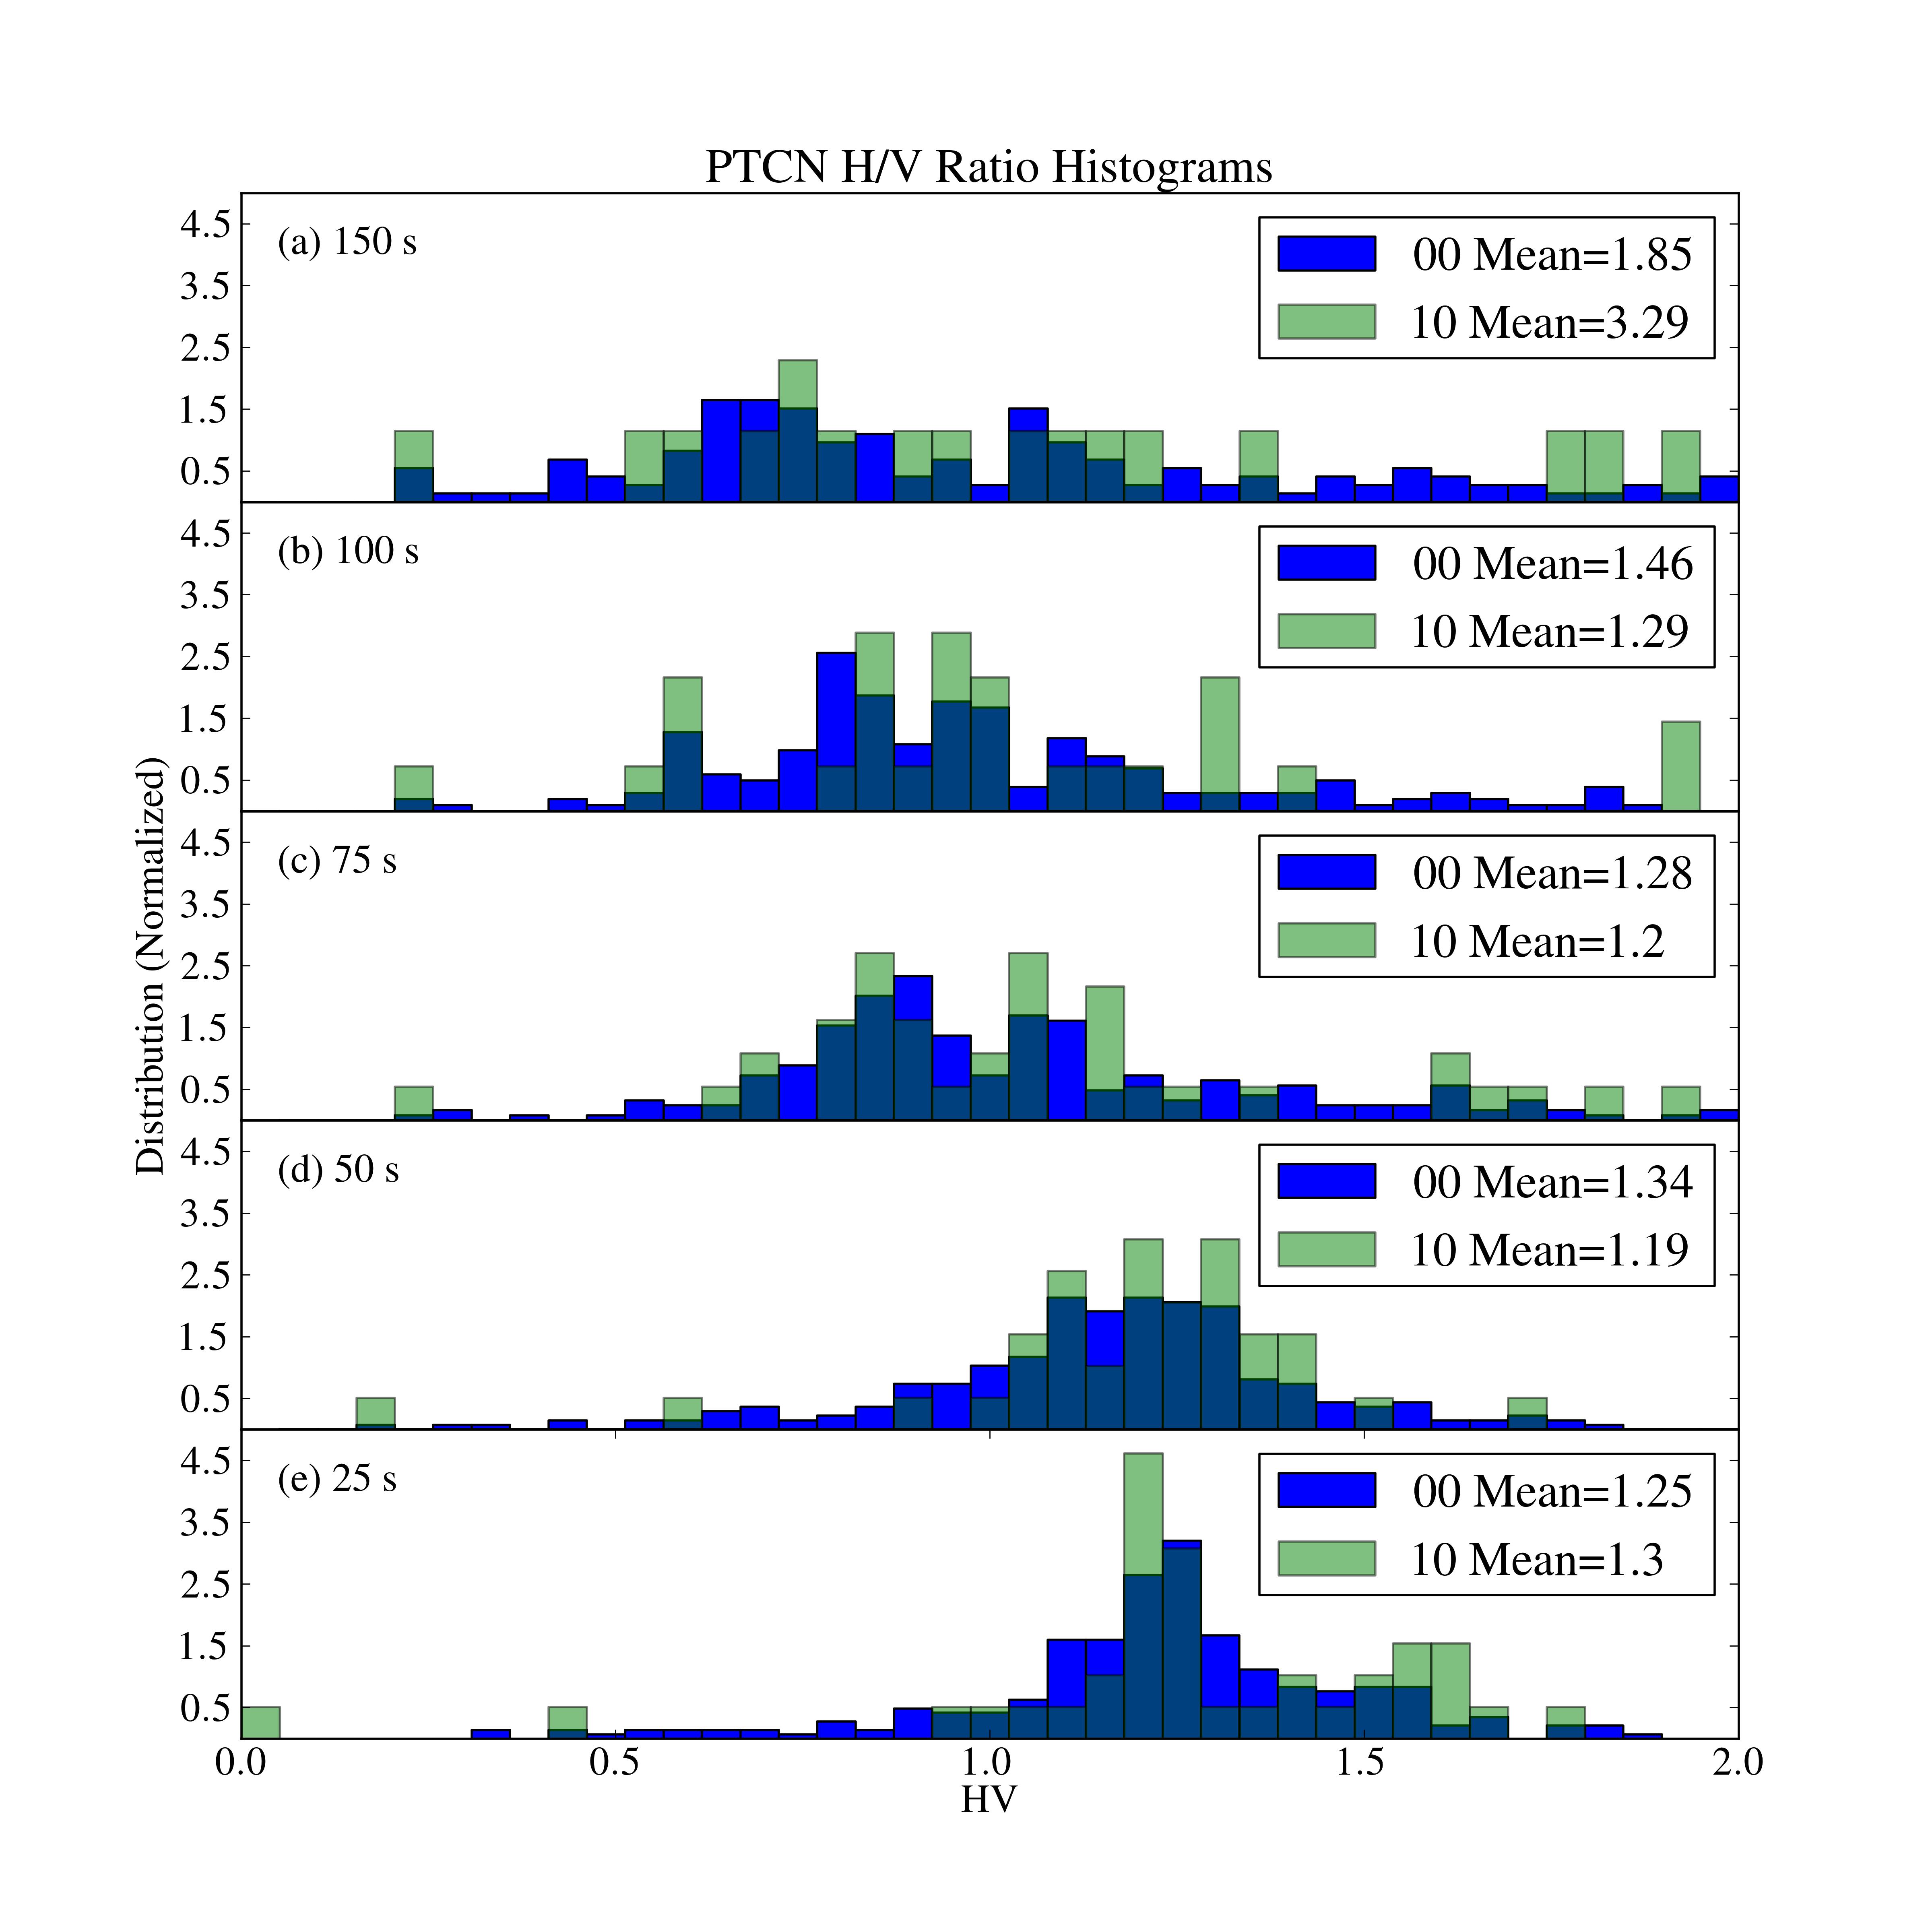 PTCN H/V Ratio Histograms
4.5
3.5
2.5
1.5
0.5
(a) 150 s
00 Mean=1.85
10 Mean=3.29
4.5
3.5
2.5
1.5
0.5
(b) 100 s
00 Mean=1.46
10 Mean=1.29
Distribution (Normalized)
4.5
3.5
2.5
1.5
0.5
(c) 75 s
00 Mean=1.28
10 Mean=1.2
4.5
3.5
2.5
1.5
0.5
(d) 50 s
00 Mean=1.34
10 Mean=1.19
4.5
3.5
2.5
1.5
0.5
(e) 25 s
00 Mean=1.25
10 Mean=1.3
0.0 0.5 1.0 1.5 2.0
HV